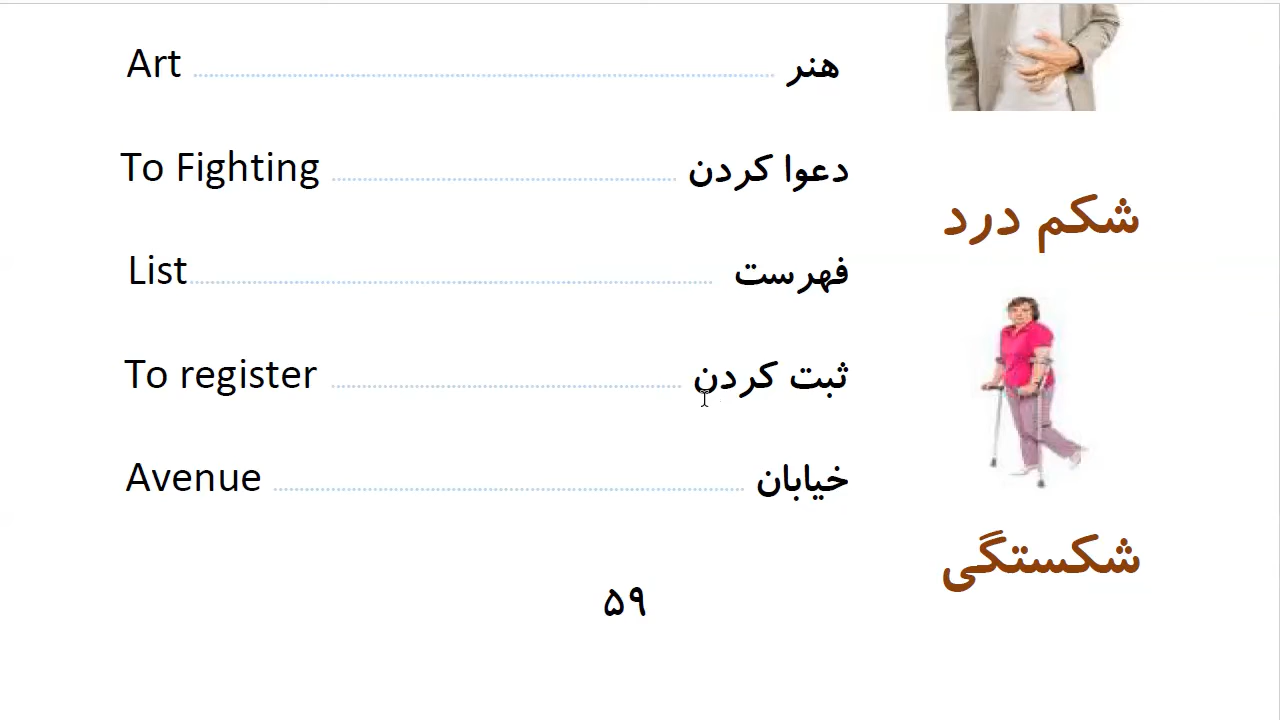 Art ........ هنر
To Fighting ........ دعوا کردن
شکم درد
List ........ فهرست
To register ........ ثبت کردن
Avenue ........ خیابان
شکستگی
۵۹